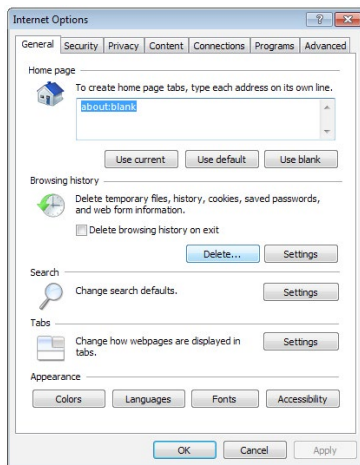 Internet Options
General Security Privacy Content Connections Programs Advanced
Home page
To create home page tabs, type each address on its own line.
about:blank
Use current Use default Use blank
Browsing history
Delete temporary files, history, cookies, saved passwords,
and web form information.
Delete browsing history on exit
Delete... Settings
Search
Change search defaults. Settings
Tabs
Change how webpages are displayed in
tabs.
Settings
Appearance
Colors Languages Fonts Accessibility
OK Cancel Apply